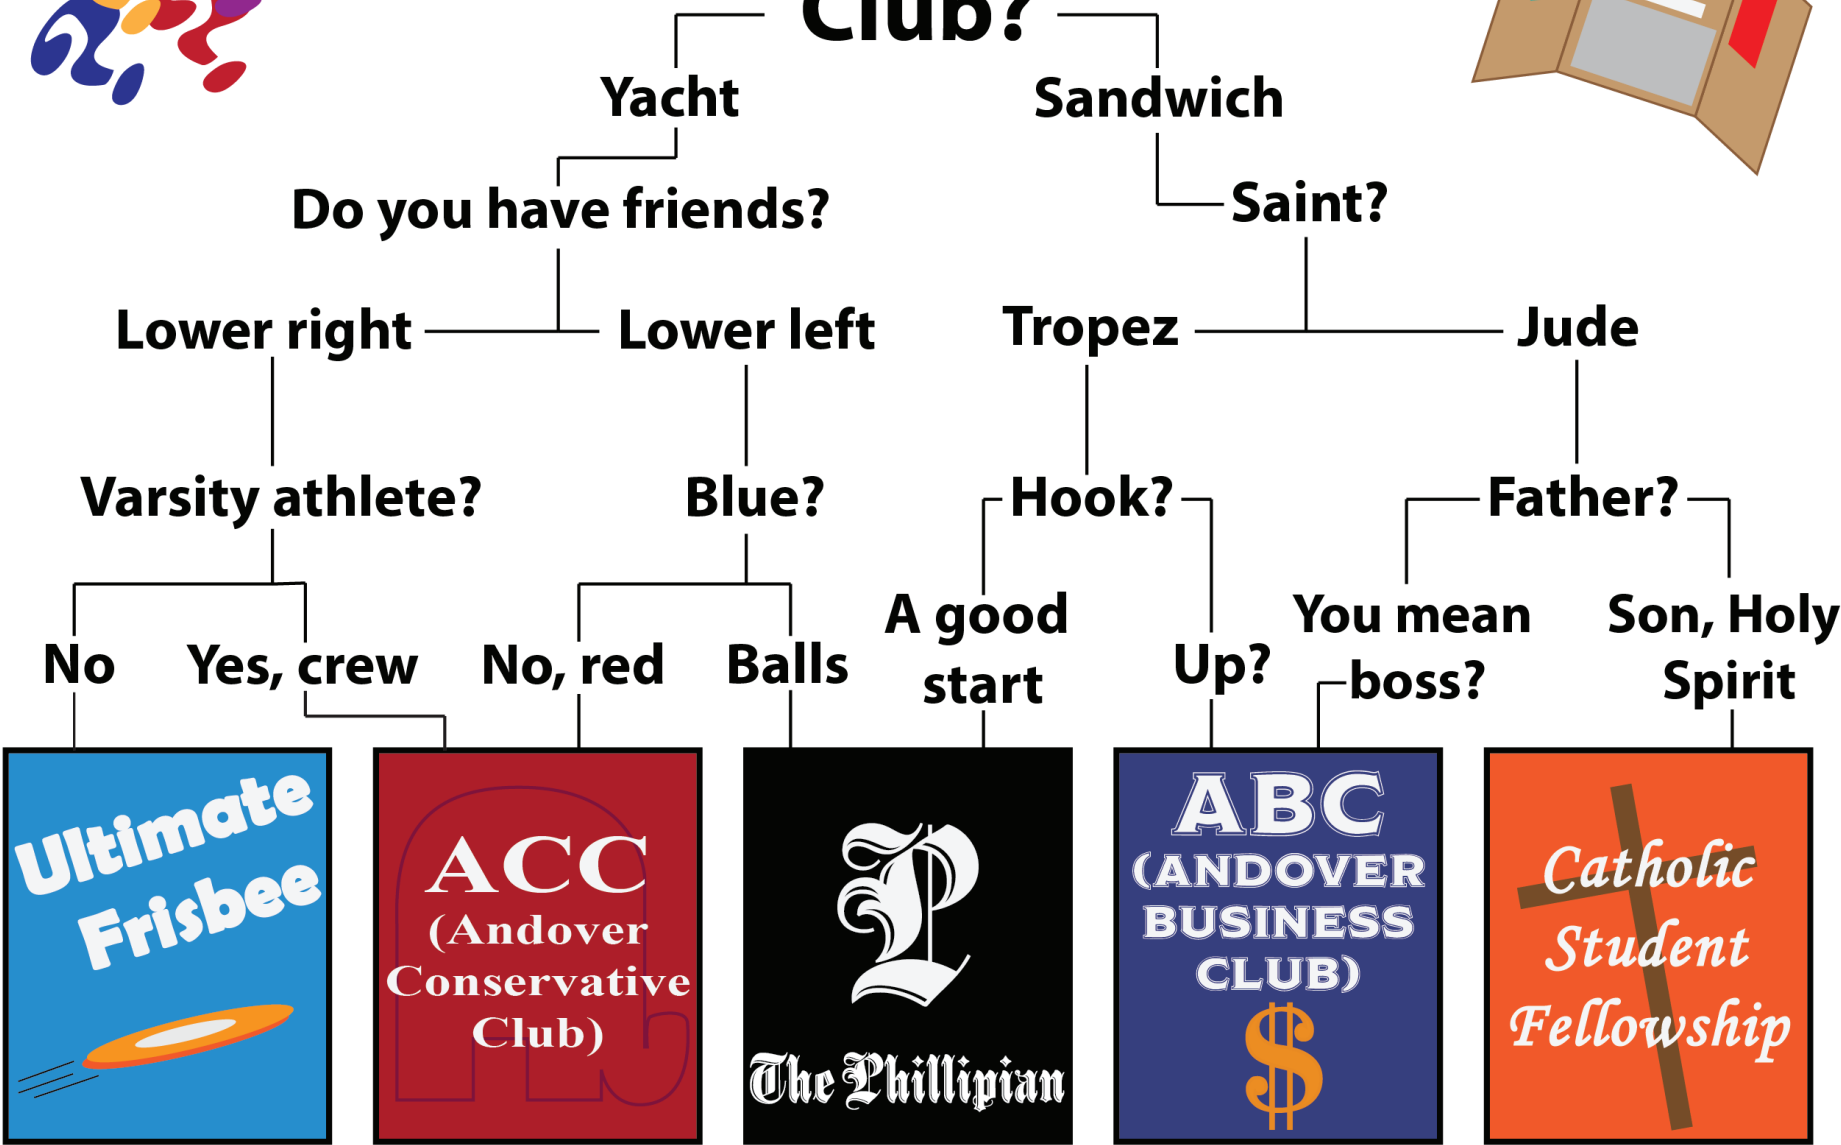 Club?
Yacht
Sandwich
Do you have friends?
Saint?
Lower right
Lower left
Tropez
Jude
Varsity athlete?
Blue?
Hook?
Father?
No
Yes, crew
No, red
Balls
A good
start
Up?
You mean
boss?
Son, Holy
Spirit
Ultimate
Frisbee
ACC
(Andover
Conservative
Club)
P
The Phillipian
ABC
(ANDOVER
BUSINESS
CLUB)
$
Catholic
Student
Fellowship